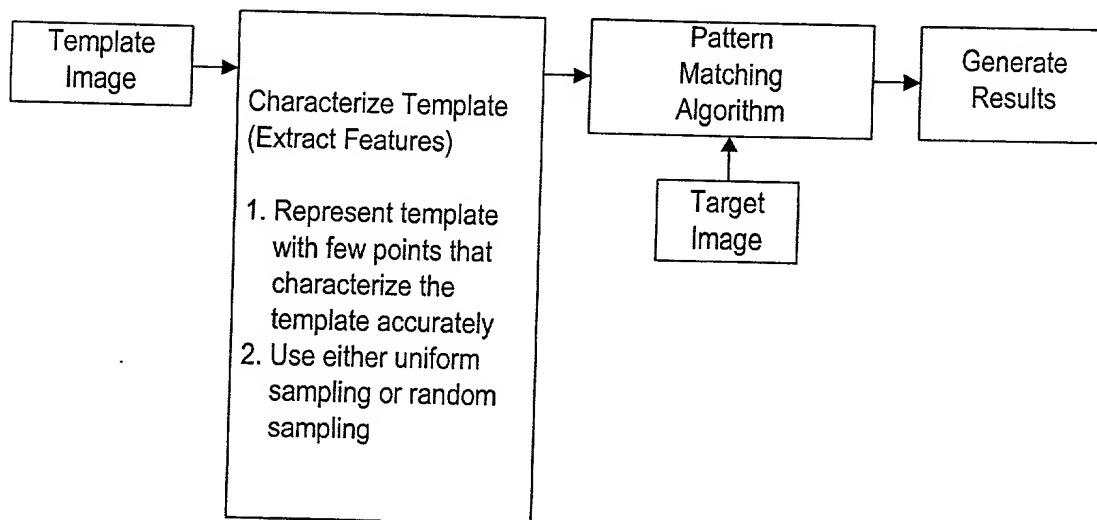 Template
Image
Characterize Template
(Extract Features)
1. Represent template
with few points that
characterize the
template accurately
2. Use either uniform
sampling or random
sampling
Pattern
Matching
Algorithm
Target
Image
Generate
Results